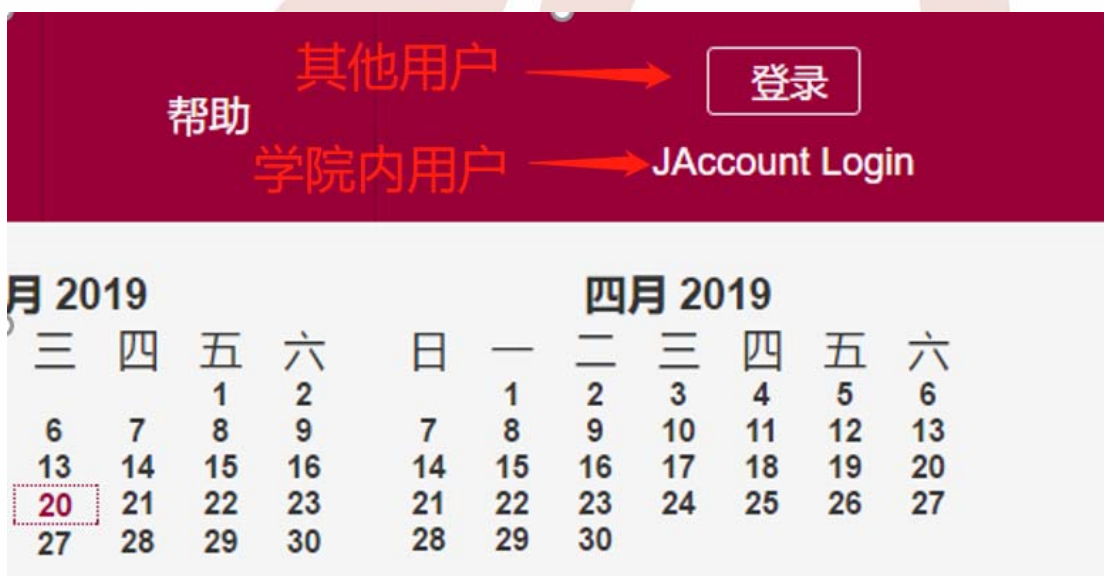 其他用户
登录
帮助
学院内用户
JAccount Login
月 2019
三 四 五 六
1 2
6 7 8 9
13 14 15 16
20 21 22 23
27 28 29 30
四月 2019
日 一 二 三 四 五 六
1 2 3 4 5 6
7 8 9 10 11 12 13
14 15 16 17 18 19 20
21 22 23 24 25 26 27
28 29 30